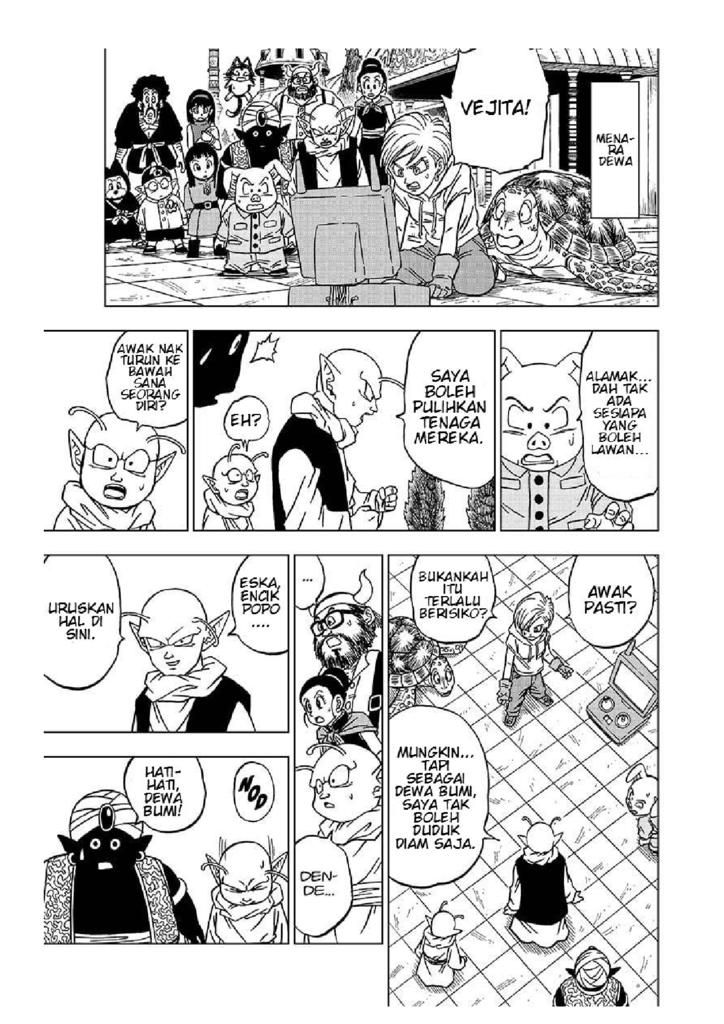 VEJITA!
MENA-
RA
DEWA
ALAMAK...
DAH TAK
ADA
SESIAPA
YANG
BOLEH
LAWAN...
SAYA
BOLEH
PULIHKAN
TENAGA
MEREKA.
EH?
AWAK NAK
TURUN KE
BAWAH
SANA
SEORANG
DIRI?
AWAK
PASTI?
BUKANKAH
ITU
TERLALU
BERISIKO?
MUNGKIN...
TAPI
SEBAGAI
DEWA BUMI,
SAYA TAK
BOLEH
DUDUK
DIAM SAJA.
...
DEN-
DE...
ESKA,
ENCIK
POPO
....
URUSKAN
HAL DI
SINI.
NOD
HATI-
HATI,
DEWA
BUMI!